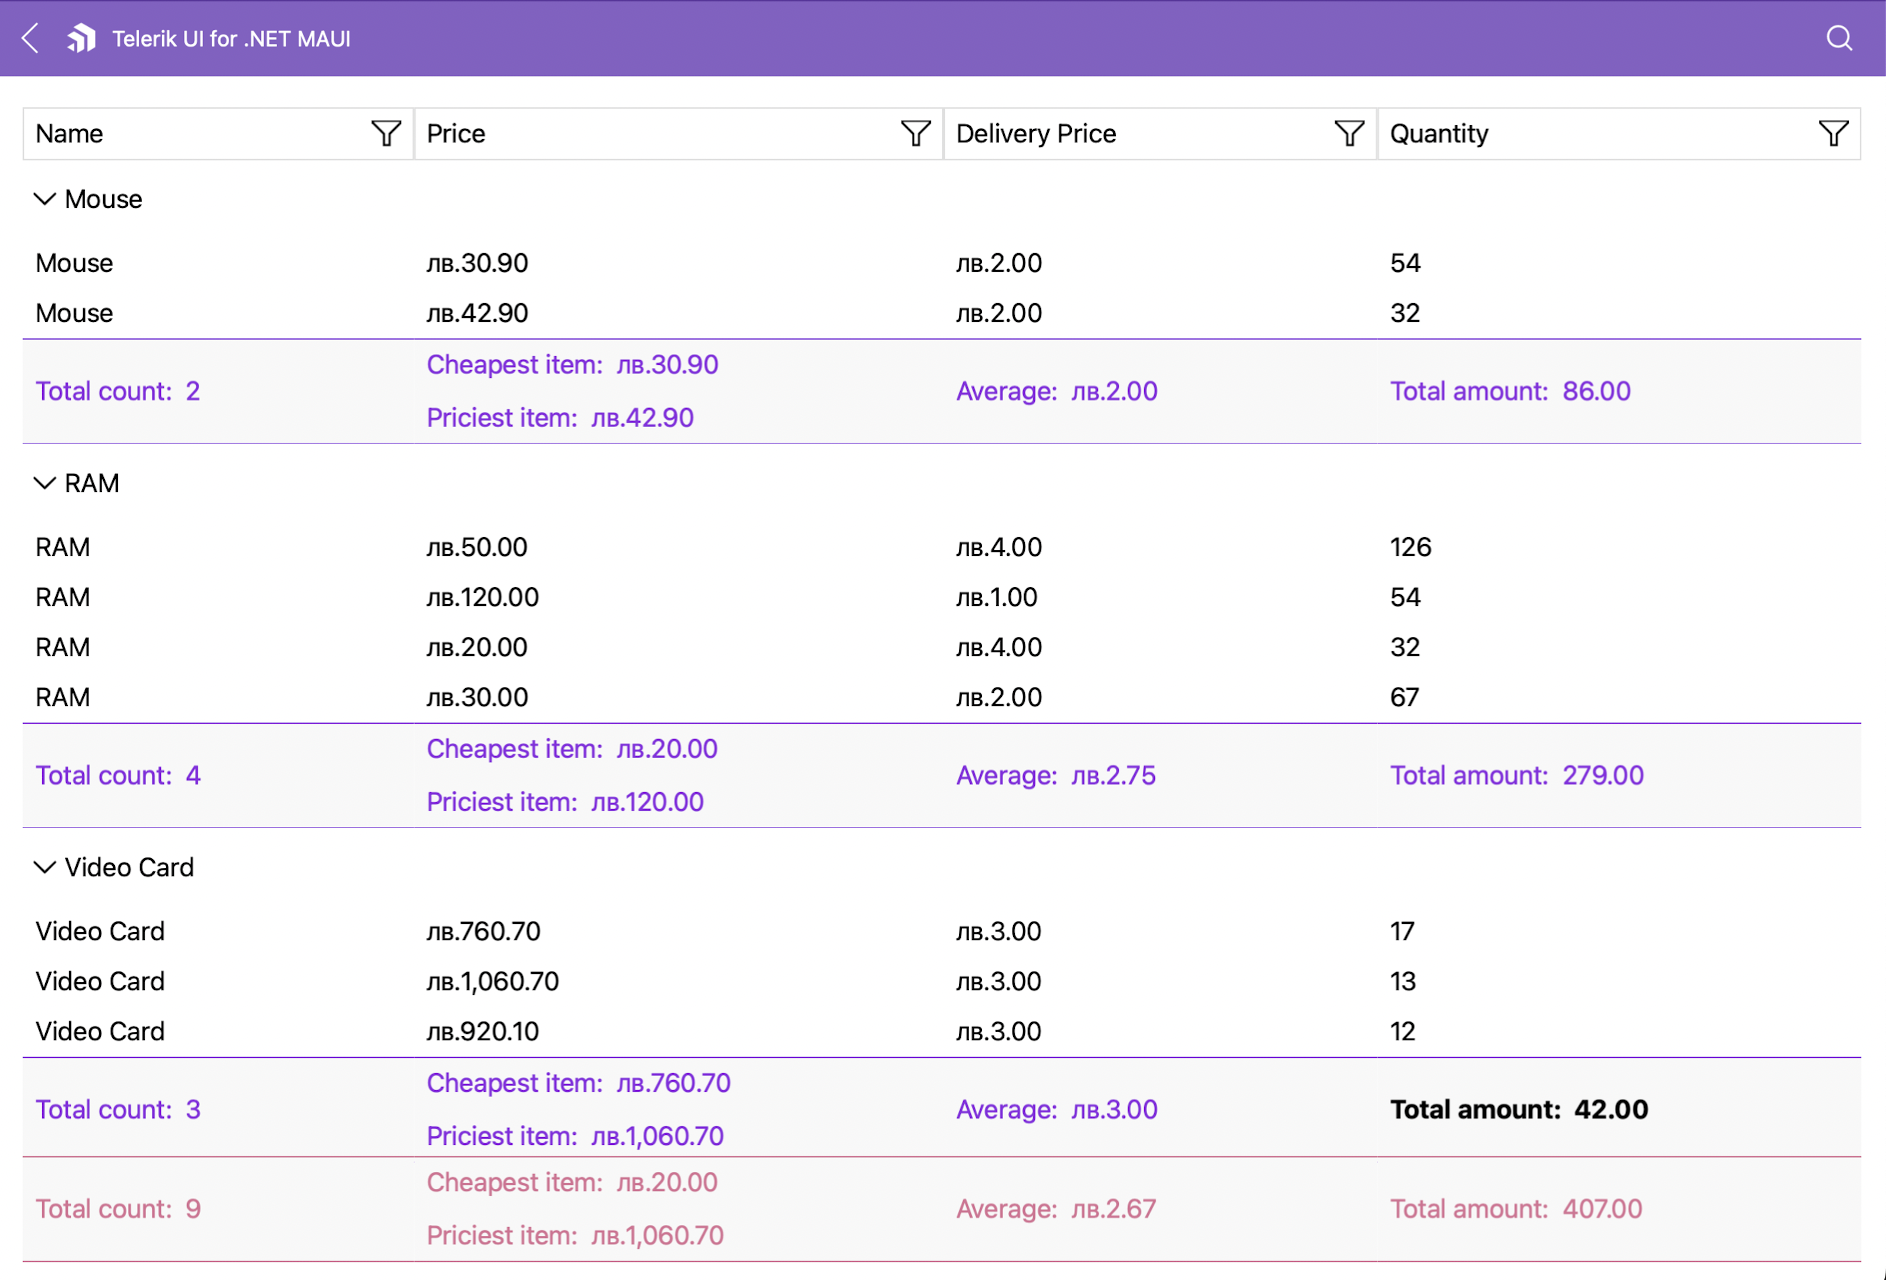 Telerik UI for .NET MAUI
Name Price Delivery Price Quantity
Mouse
Mouse лв.30.90 лв.2.00 54
Mouse лв.42.90 лв.2.00 32
Total count: 2 Cheapest item: лв.30.90 Priciest item: лв.42.90 Average: лв.2.00 Total amount: 86.00
RAM
RAM лв.50.00 лв.4.00 126
RAM лв.120.00 лв.1.00 54
RAM лв.20.00 лв.4.00 32
RAM лв.30.00 лв.2.00 67
Total count: 4 Cheapest item: лв.20.00 Priciest item: лв.120.00 Average: лв.2.75 Total amount: 279.00
Video Card
Video Card лв.760.70 лв.3.00 17
Video Card лв.1,060.70 лв.3.00 13
Video Card лв.920.10 лв.3.00 12
Total count: 3 Cheapest item: лв.760.70 Priciest item: лв.1,060.70 Average: лв.3.00 Total amount: 42.00
Total count: 9 Cheapest item: лв.20.00 Priciest item: лв.1,060.70 Average: лв.2.67 Total amount: 407.00